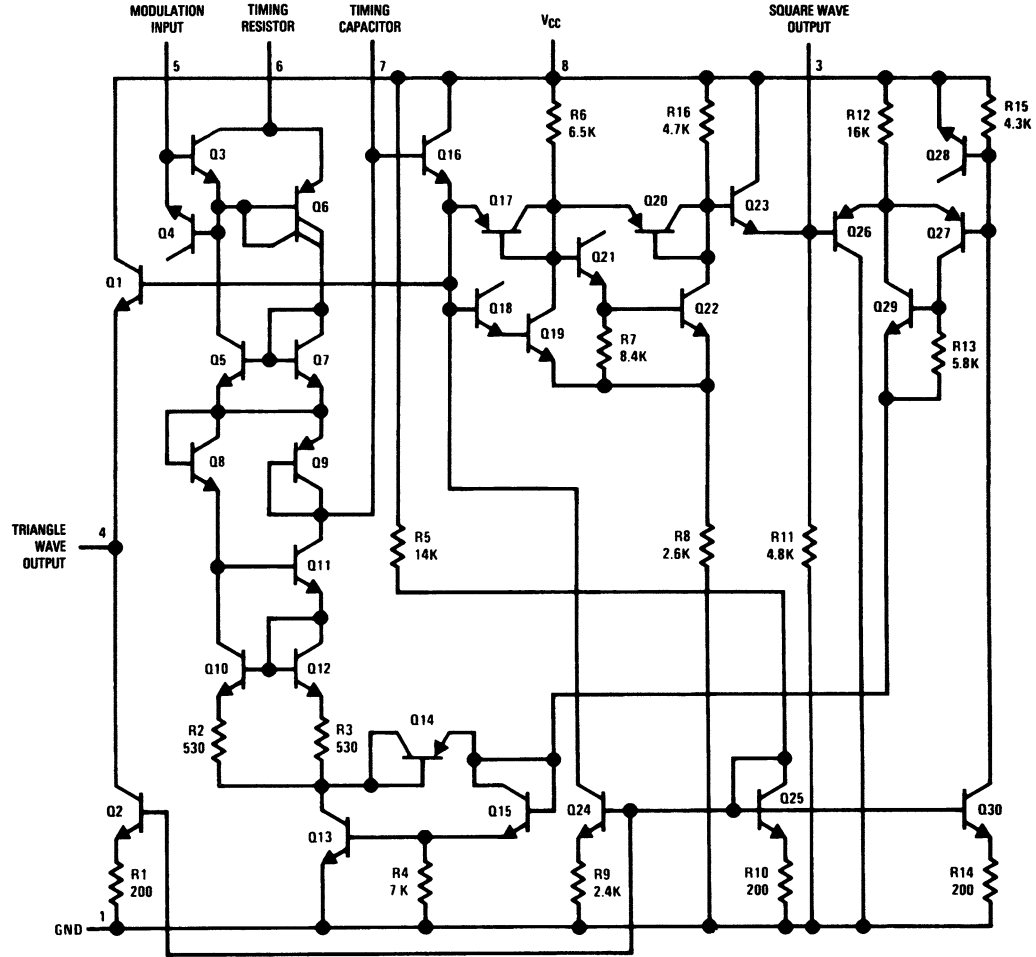 MODULATION
INPUT
TIMING
RESISTOR
TIMING
CAPACITOR
VCC
SQUARE WAVE
OUTPUT
5
6
7
8
3
R6
6.5K
R16
4.7K
R12
16K
R15
4.3K
Q3
Q16
Q28
Q4
Q6
Q17
Q20
Q23
Q26
Q27
Q1
Q21
Q18
Q19
Q22
Q29
R7
8.4K
R13
5.8K
Q5
Q7
Q8
Q9
TRIANGLE
WAVE
OUTPUT
4
R5
14K
R8
2.6K
R11
4.8K
Q11
Q10
Q12
R2
530
R3
530
Q14
Q2
Q13
Q15
Q24
Q25
Q30
R1
200
R4
7 K
R9
2.4K
R10
200
R14
200
GND
1